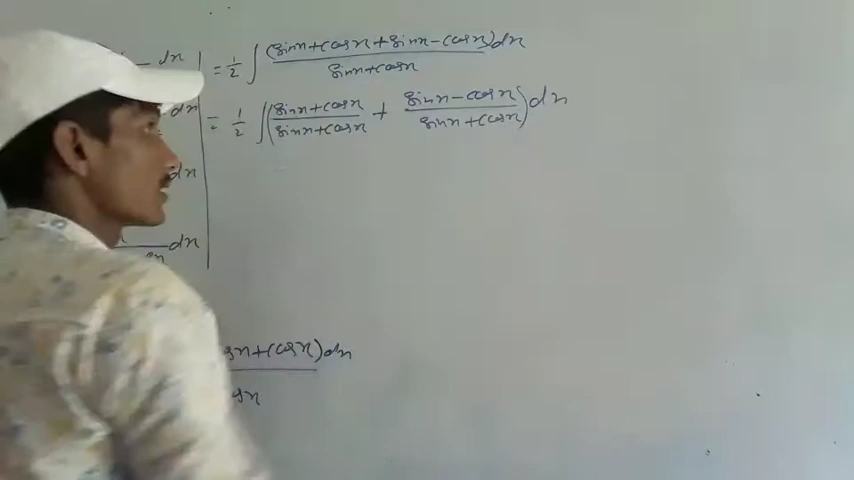 dx
= 1/2 ∫ (sinx+cosx+sinx-cosx)dx / sinx+cosx
dx
= 1/2 ∫ (sinx+cosx / sinx+cosx + sinx-cosx / sinx+cosx) dx
dx
dx
+cosx)dx